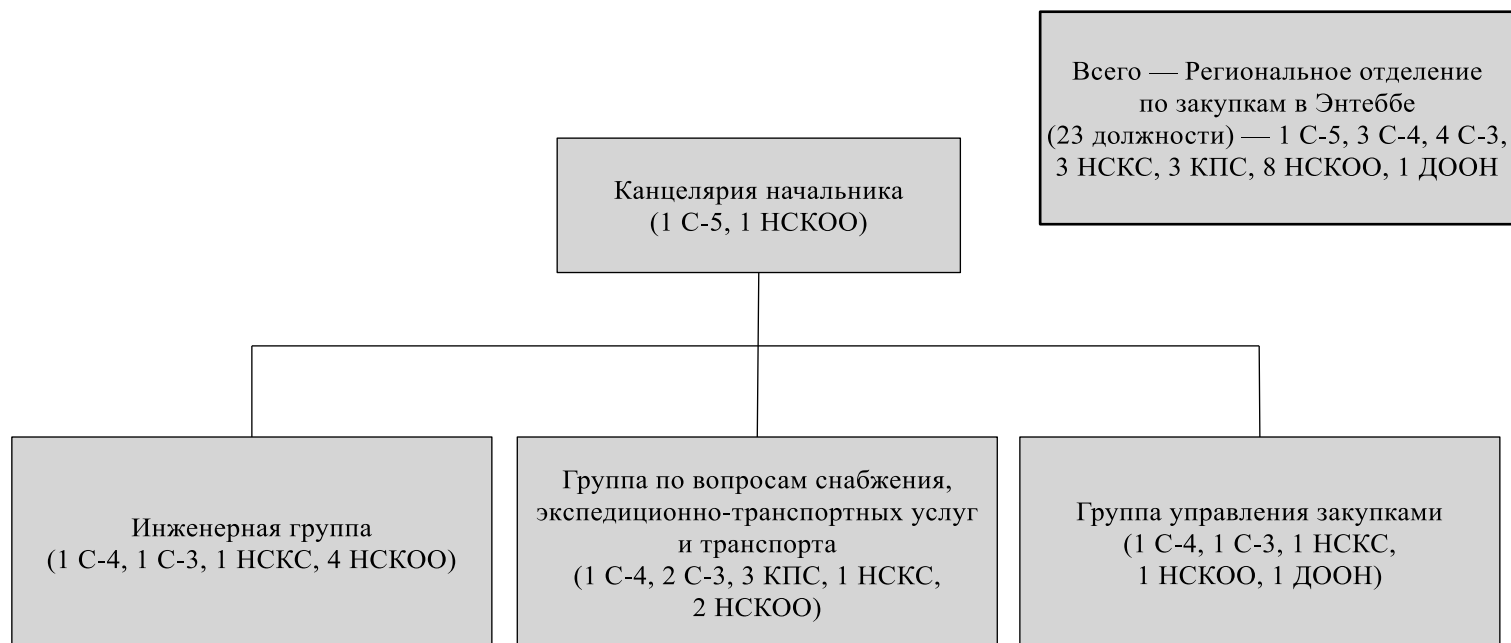 Всего — Региональное отделение
по закупкам в Энтеббе
(23 должности) — 1 С-5, 3 С-4, 4 С-3,
3 НСКС, 3 КПС, 8 НСКОО, 1 ДООН
Канцелярия начальника
(1 С-5, 1 НСКОО)
Инженерная группа
(1 С-4, 1 С-3, 1 НСКС, 4 НСКОО)
Группа по вопросам снабжения,
экспедиционно-транспортных услуг
и транспорта
(1 С-4, 2 С-3, 3 КПС, 1 НСКС,
2 НСКОО)
Группа управления закупками
(1 С-4, 1 С-3, 1 НСКС,
1 НСКОО, 1 ДООН)